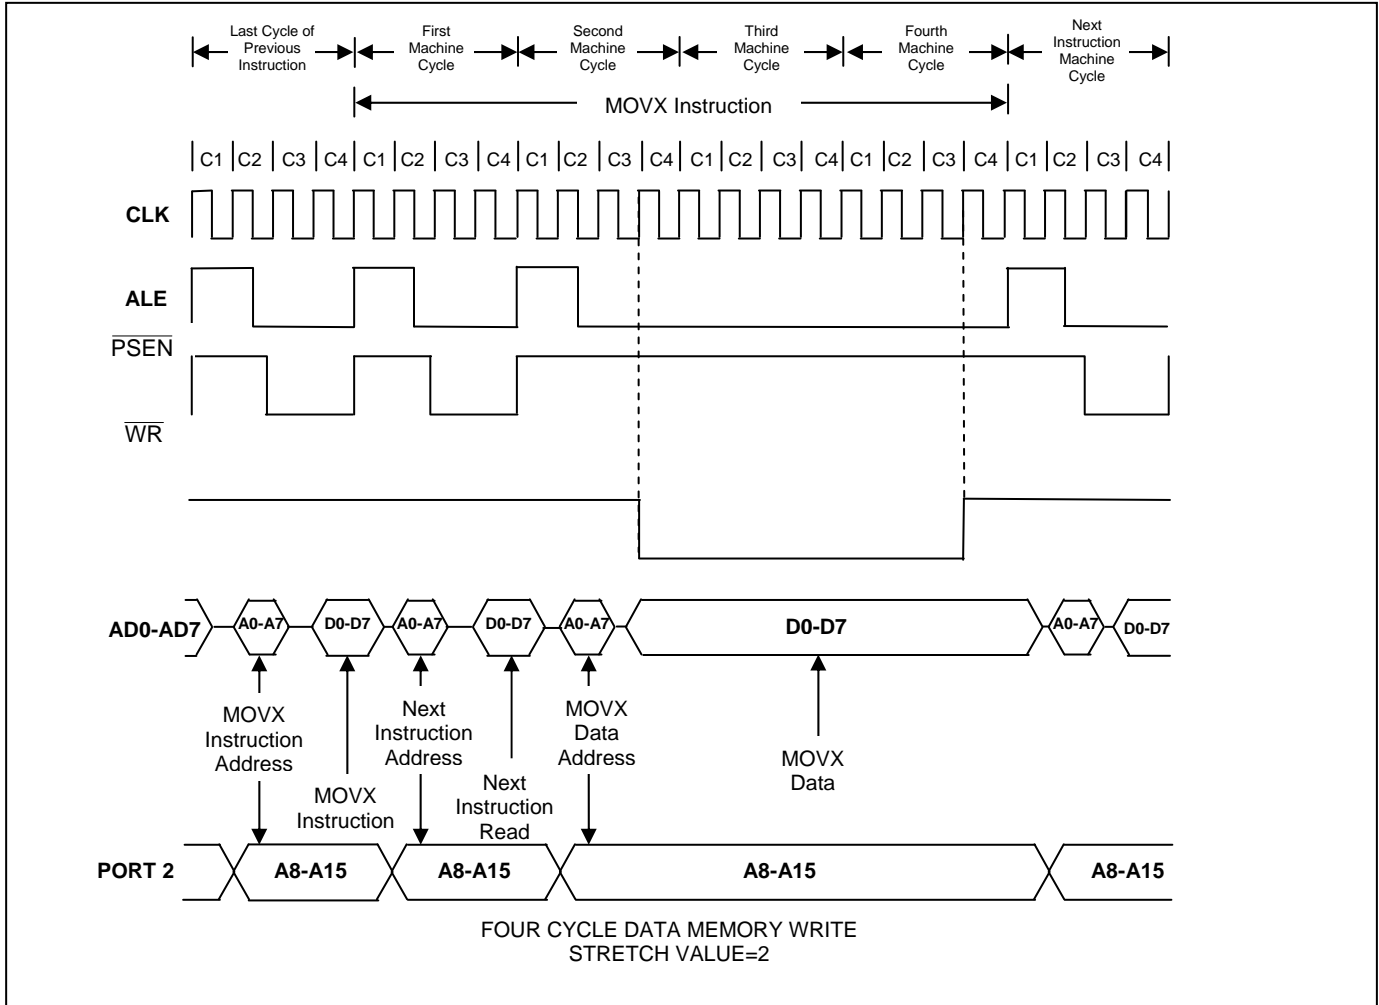 Last Cycle of
Previous
Instruction
First
Machine
Cycle
Second
Machine
Cycle
Third
Machine
Cycle
Fourth
Machine
Cycle
Next
Instruction
Machine
Cycle
MOVX Instruction
C1 C2 C3 C4 C1 C2 C3 C4 C1 C2 C3 C4 C1 C2 C3 C4 C1 C2 C3 C4 C1 C2 C3 C4
CLK
ALE
PSEN
WR
AD0-AD7 A0-A7 D0-D7 A0-A7 D0-D7 A0-A7 D0-D7 A0-A7 D0-D7
MOVX
Instruction
Address
MOVX
Instruction
Next
Instruction
Address
Next
Instruction
Read
MOVX
Data
Address
MOVX
Data
PORT 2 A8-A15 A8-A15 A8-A15 A8-A15
FOUR CYCLE DATA MEMORY WRITE
STRETCH VALUE=2